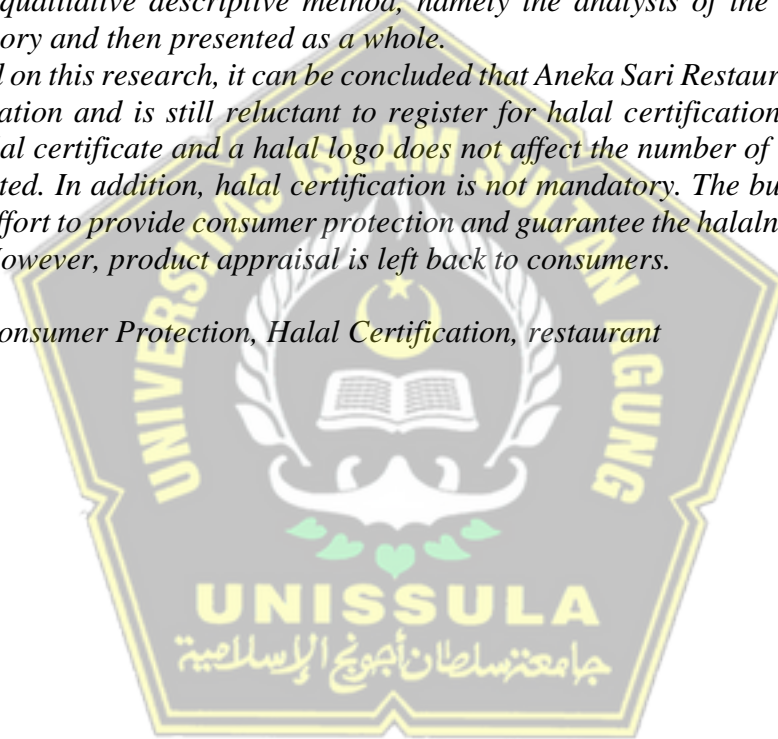 qualitative descriptive method, namely the analysis of the
ory and then presented as a whole.
on this research, it can be concluded that Aneka Sari Restaur
ation and is still reluctant to register for halal certification
al certificate and a halal logo does not affect the number of
ted. In addition, halal certification is not mandatory. The bu
ffort to provide consumer protection and guarantee the halaln
However, product appraisal is left back to consumers.
onsumer Protection, Halal Certification, restaurant
UNIVERSITAS ISLAM SULTAN AGUNG
UNISSULA
جامعة سلطان أجونج الإسلامية